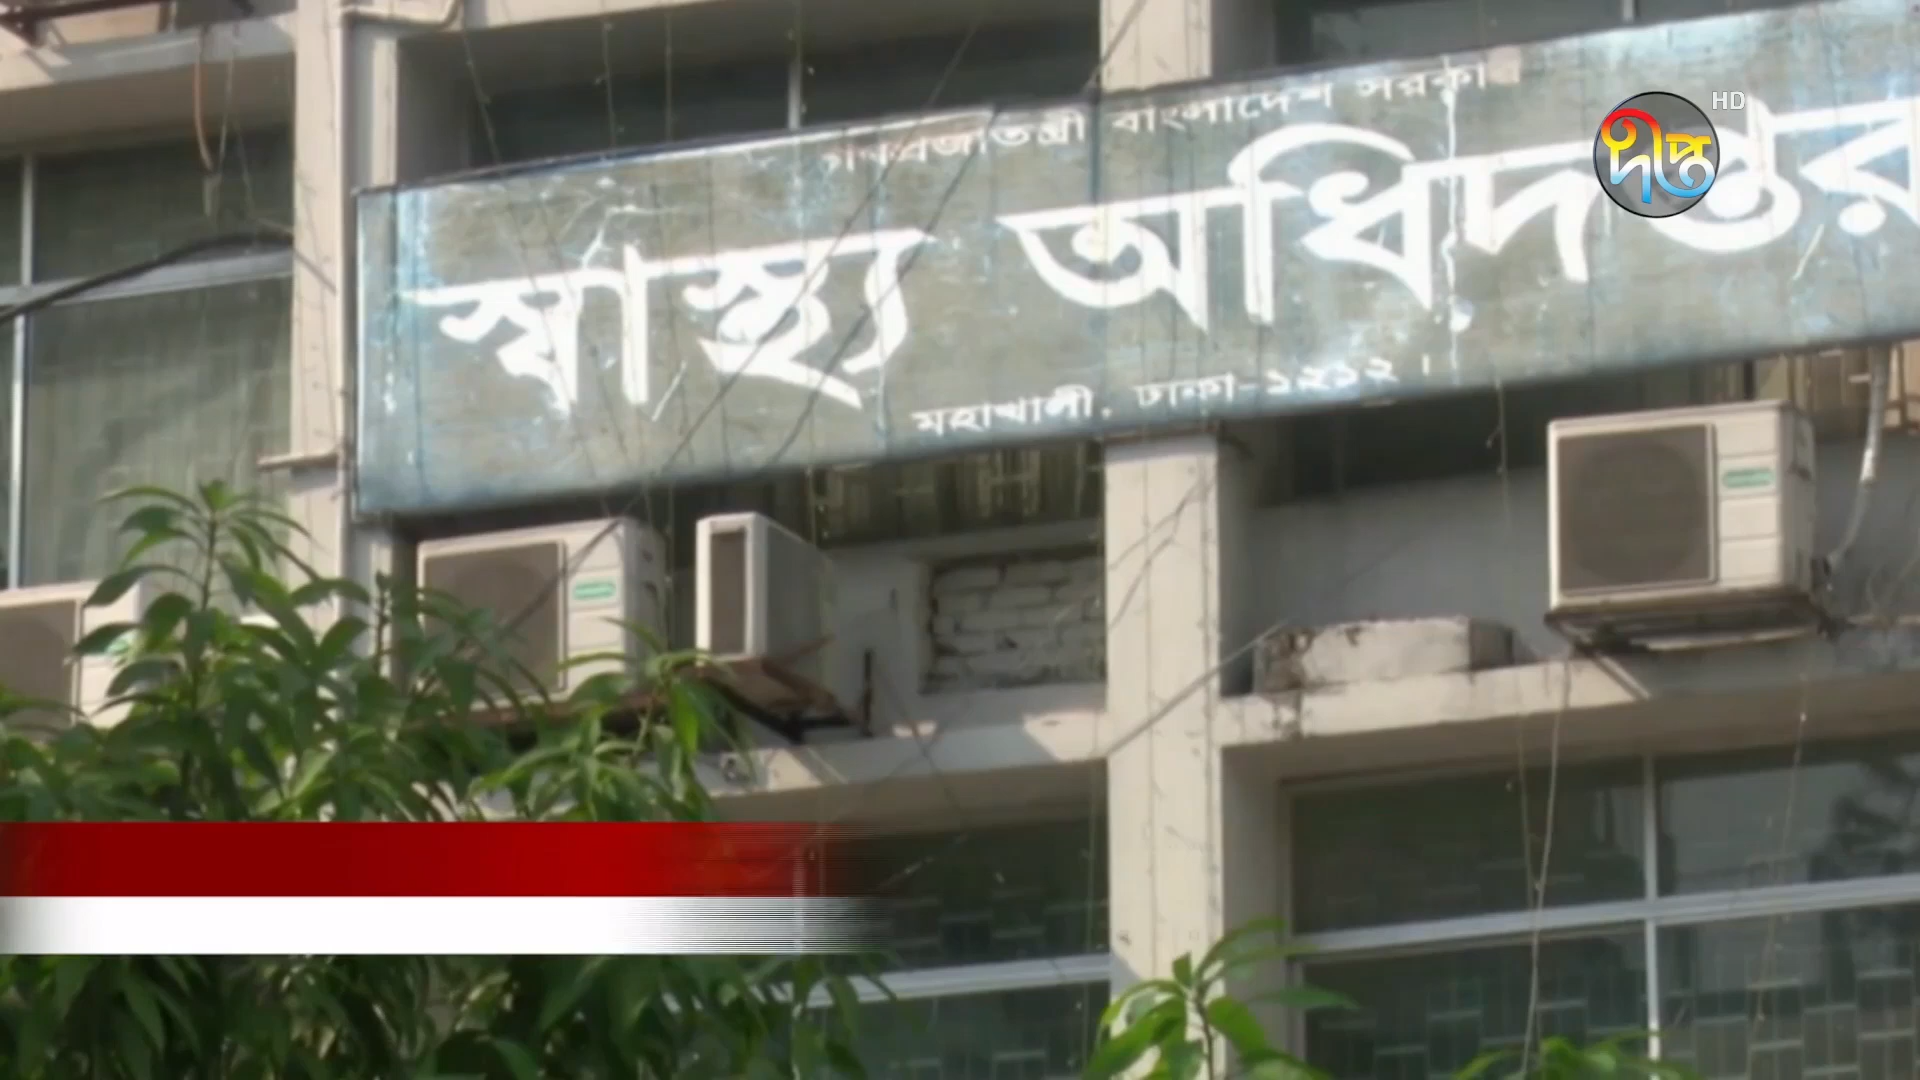 গণপ্রজাতন্ত্রী বাংলাদেশ সরকার
স্বাস্থ্য অধিদপ্তর
মহাখালী, ঢাকা-১২১২।
দীপ্ত
HD